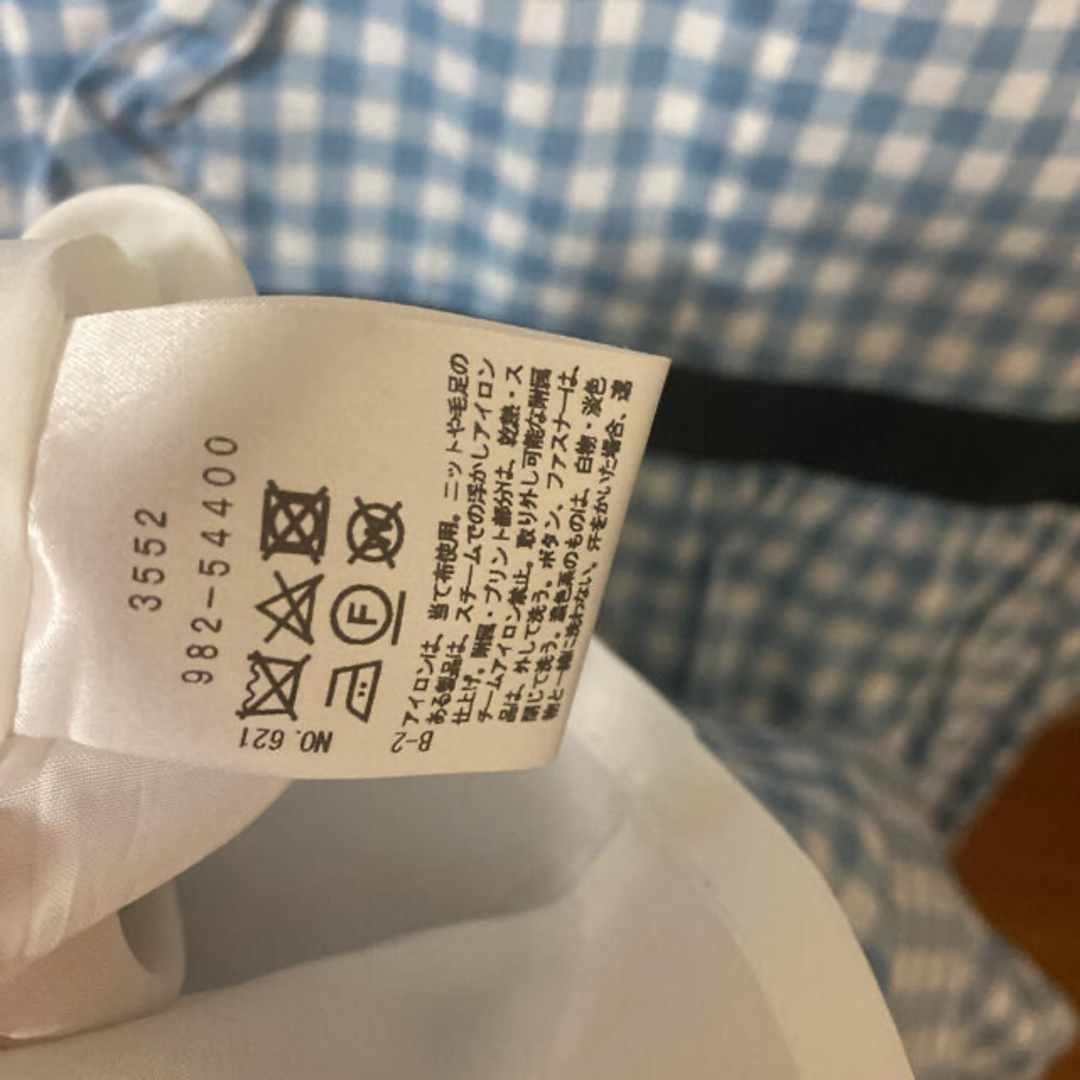 3552
982-54400
NO. 621
B-2
アイロンは、当て布使用。ニットや毛足の
ある製品は、スチームでの浮かしアイロン
仕上げ。附属・プリント部分は、乾熱・ス
チームアイロン禁止。取り外し可能な附属
品は、外して洗う。ボタン、ファスナーは、
閉じて洗う。濃色系のものは、白物・淡色
物と一緒に洗わない。汗をかいた場合、速